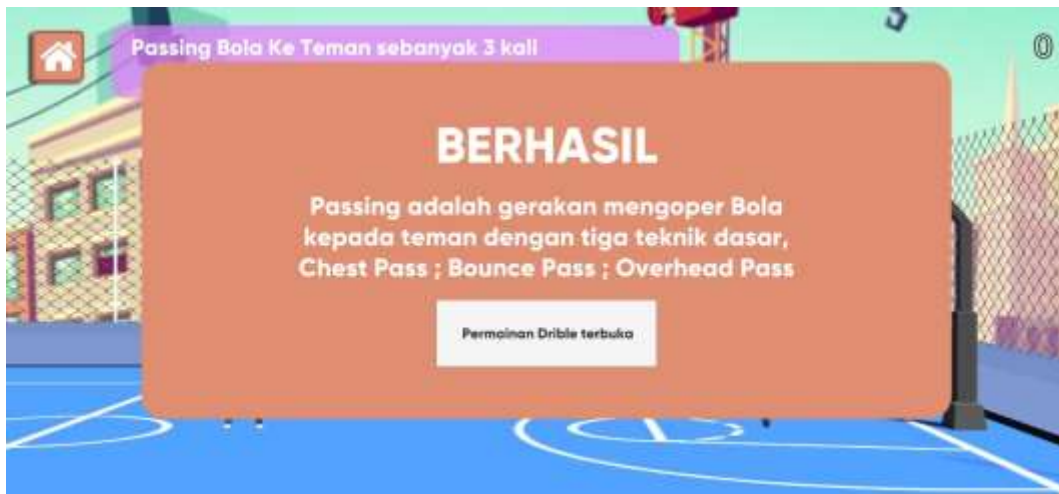 Passing Bola Ke Teman sebanyak 3 kali
0
BERHASIL
Passing adalah gerakan mengoper Bola
kepada teman dengan tiga teknik dasar,
Chest Pass ; Bounce Pass ; Overhead Pass
Permainan Drible terbuka